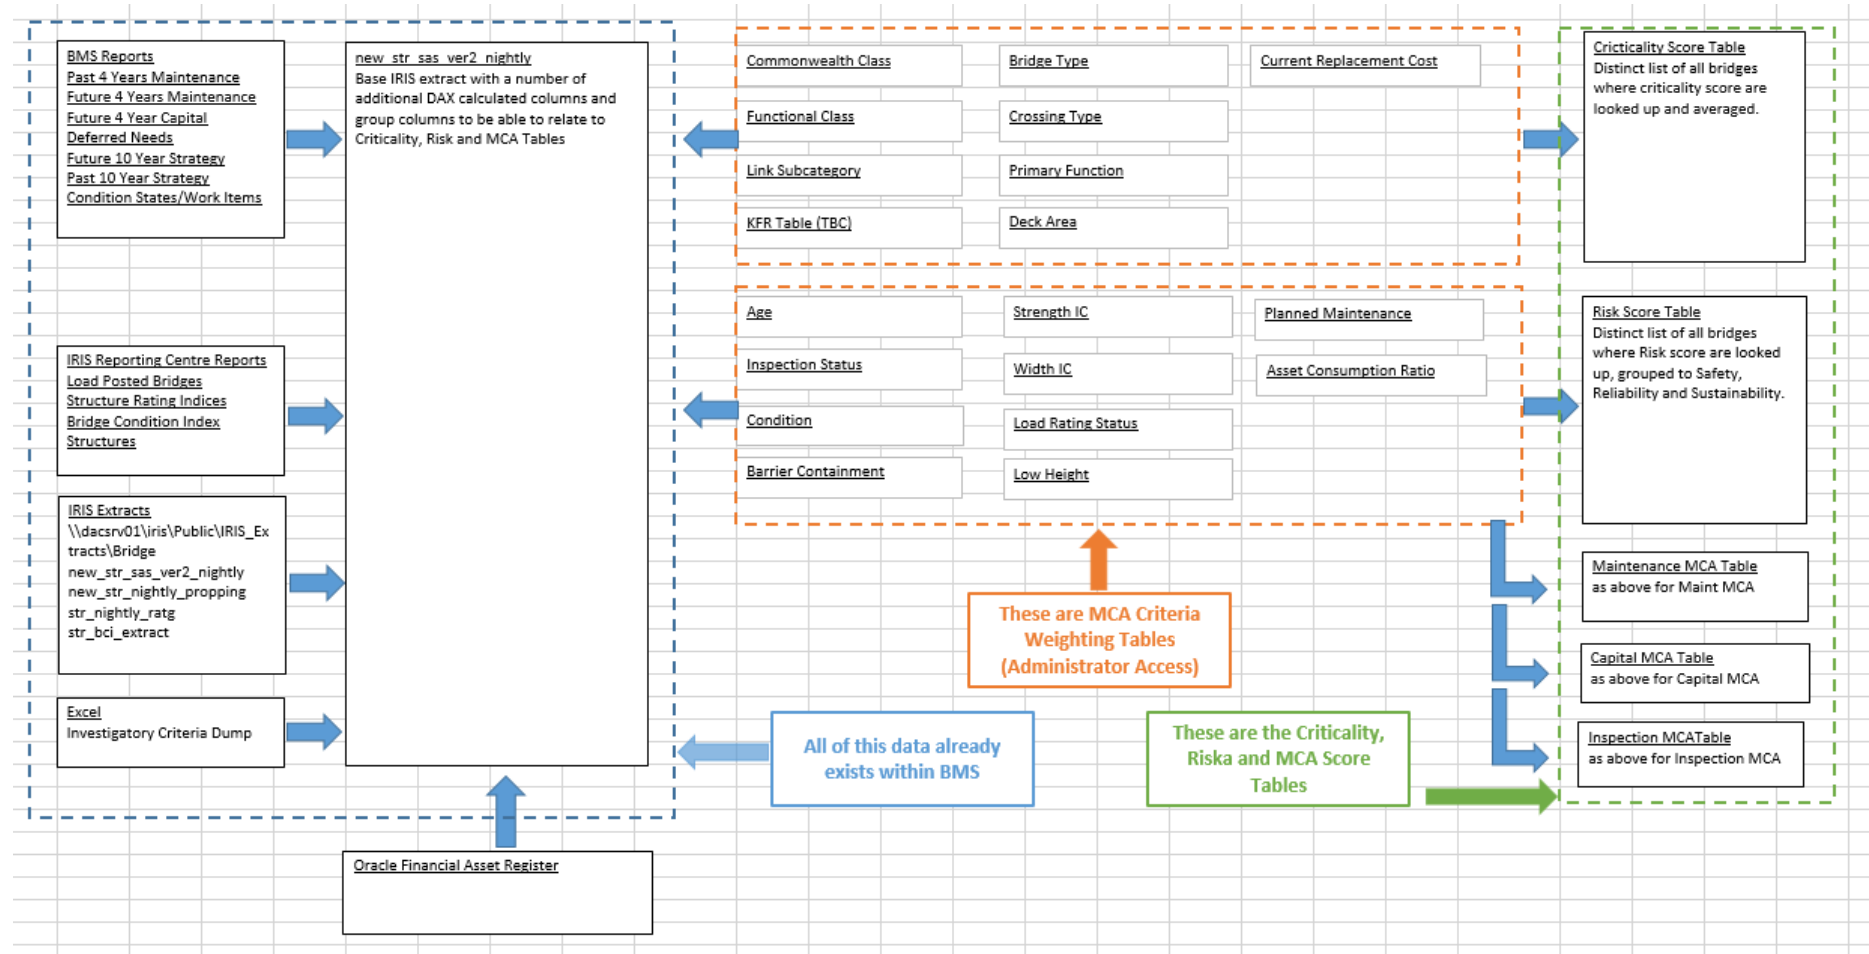 BMS Reports
Past 4 Years Maintenance
Future 4 Years Maintenance
Future 4 Year Capital
Deferred Needs
Future 10 Year Strategy
Past 10 Year Strategy
Condition States/Work Items
IRIS Reporting Centre Reports
Load Posted Bridges
Structure Rating Indices
Bridge Condition Index
Structures
IRIS Extracts
\\dacsrv01\iris\Public\IRIS_Ex
tracts\Bridge
new_str_sas_ver2_nightly
new_str_nightly_propping
str_nightly_ratg
str_bci_extract
Excel
Investigatory Criteria Dump
new_str_sas_ver2_nightly
Base IRIS extract with a number of
additional DAX calculated columns and
group columns to be able to relate to
Criticality, Risk and MCA Tables
Oracle Financial Asset Register
Commonwealth Class
Functional Class
Link Subcategory
KFR Table (TBC)
Bridge Type
Crossing Type
Primary Function
Deck Area
Current Replacement Cost
Age
Inspection Status
Condition
Barrier Containment
Strength IC
Width IC
Load Rating Status
Low Height
Planned Maintenance
Asset Consumption Ratio
These are MCA Criteria
Weighting Tables
(Administrator Access)
All of this data already
exists within BMS
These are the Criticality,
Riska and MCA Score
Tables
Cricticality Score Table
Distinct list of all bridges
where criticality score are
looked up and averaged.
Risk Score Table
Distinct list of all bridges
where Risk score are looked
up, grouped to Safety,
Reliability and Sustainability.
Maintenance MCA Table
as above for Maint MCA
Capital MCA Table
as above for Capital MCA
Inspection MCATable
as above for Inspection MCA